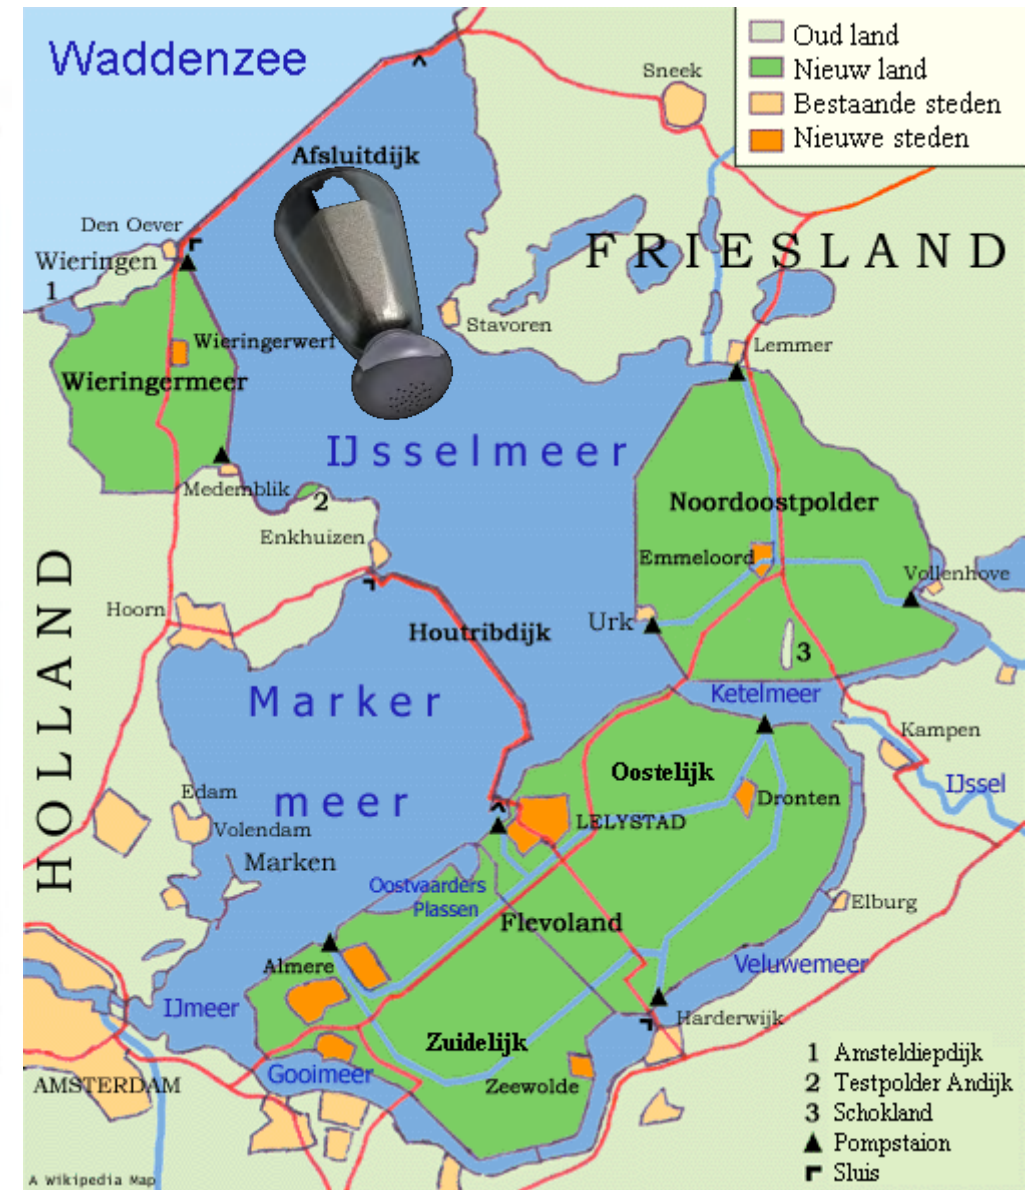 Waddenzee
Oud land
Nieuw land
Bestaande steden
Nieuwe steden
Sneek
Afsluitdijk
Den Oever
Wieringen
1
FRIESLAND
Stavoren
Wieringerwerf
Lemmer
Wieringermeer
IJsselmeer
Medemblik
2
Noordoostpolder
Enkhuizen
Emmeloord
Vollenhove
HOLLAND
Hoorn
Urk
Houtribdijk
3
Ketelmeer
Marker
meer
Kampen
Oostelijk
IJssel
Edam
Dronten
Volendam
LELYSTAD
Marken
Oostvaarders
Plassen
Elburg
Flevoland
Almere
Veluwemeer
IJmeer
Harderwijk
Zuidelijk
Gooimeer
Zeewolde
AMSTERDAM
1 Amsteldiepdijk
2 Testpolder Andijk
3 Schokland
Pompstaion
Sluis
A Wikipedia Map